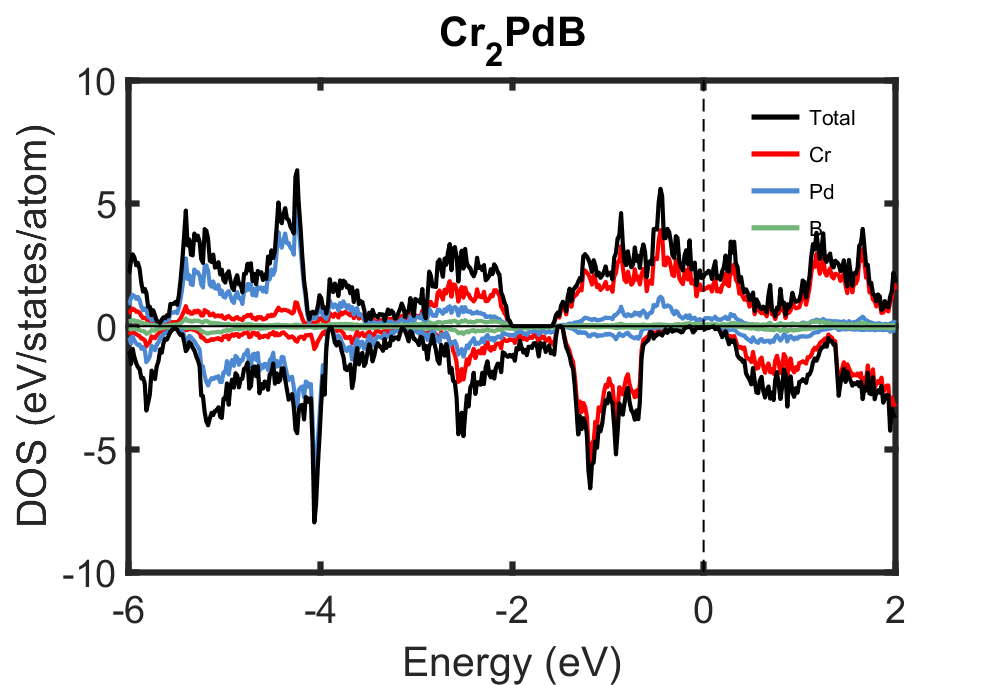 Cr2PdB
10
5
0
-5
-10
DOS (eV/states/atom)
Total
Cr
Pd
B
-6
-4
-2
0
2
Energy (eV)